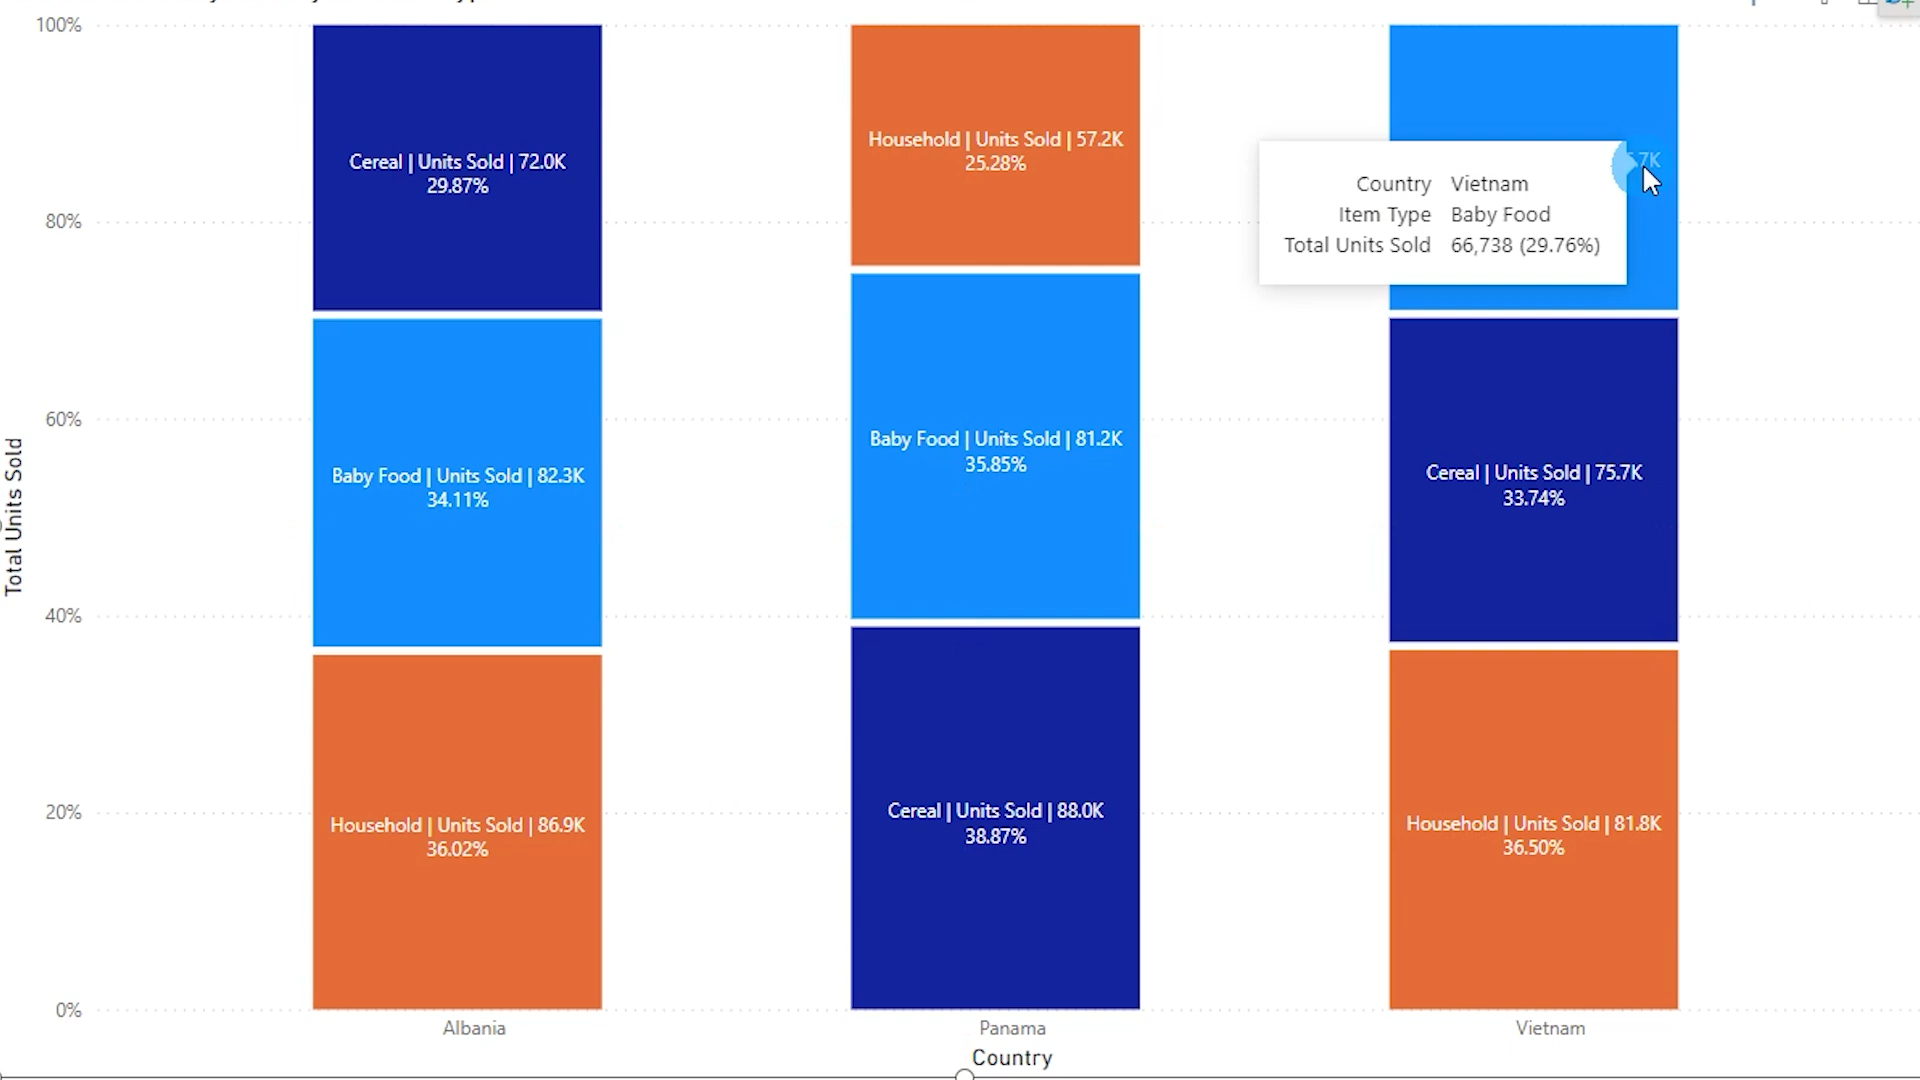 100%
80%
60%
40%
20%
0%
Total Units Sold
Cereal | Units Sold | 72.0K
29.87%
Baby Food | Units Sold | 82.3K
34.11%
Household | Units Sold | 86.9K
36.02%
Household | Units Sold | 57.2K
25.28%
Baby Food | Units Sold | 81.2K
35.85%
Cereal | Units Sold | 88.0K
38.87%
Country Vietnam
Item Type Baby Food
Total Units Sold 66,738 (29.76%)
Cereal | Units Sold | 75.7K
33.74%
Household | Units Sold | 81.8K
36.50%
Albania
Panama
Vietnam
Country